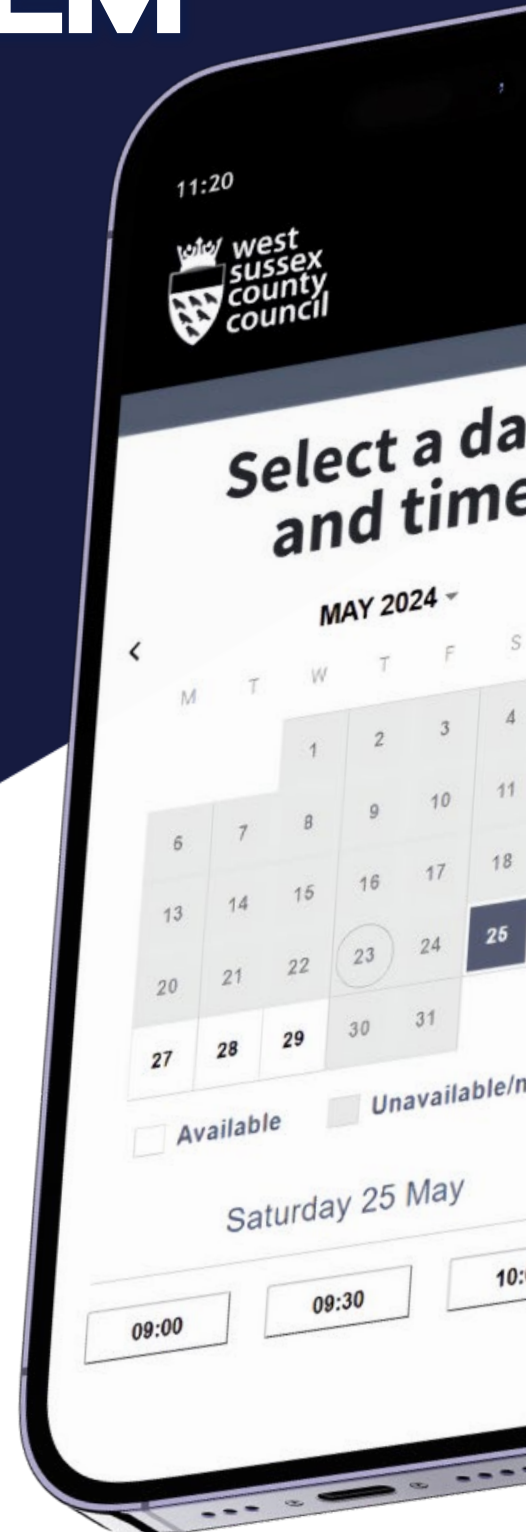 EM
11:20
west
sussex
county
council
Select a da
and time
MAY 2024
M T W T F S
1 2 3 4
6 7 8 9 10 11
13 14 15 16 17 18
20 21 22 23 24 25
27 28 29 30 31
Available Unavailable/n
Saturday 25 May
09:00 09:30 10: